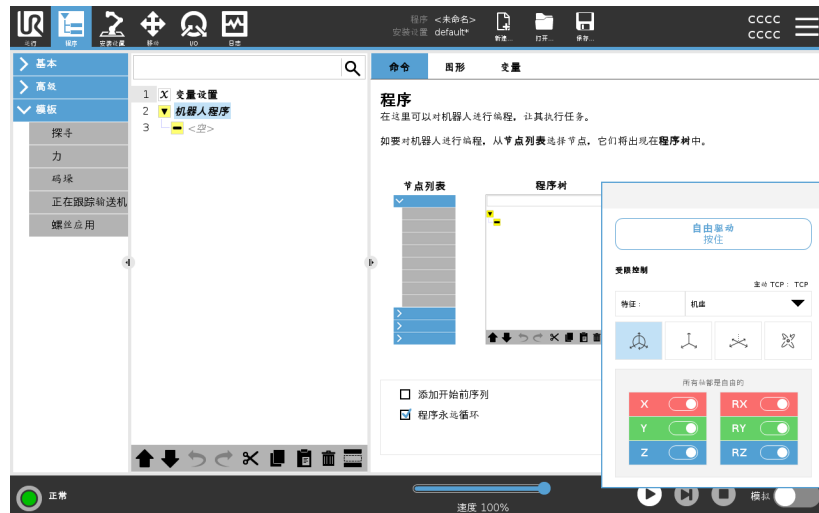 UR
运行
程序
安装设置
移动
I/O
日志
程序 <未命名>
安装设置 default*
新建...
打开...
保存...
CCCC
CCCC
基本
高级
模板
探寻
力
码垛
正在跟踪输送机
螺丝应用
1 X 变量设置
2 机器人程序
3 <空>
命令 图形 变量
程序
在这里可以对机器人进行编程，让其执行任务。
如要对机器人进行编程，从节点列表选择节点，它们将出现在程序树中。
节点列表 程序树
添加开始前序列
程序永远循环
自由驱动
按住
受限控制
主动 TCP： TCP
特征： 机座
所有轴都是自由的
X RX
Y RY
Z RZ
正常
速度 100%
模拟